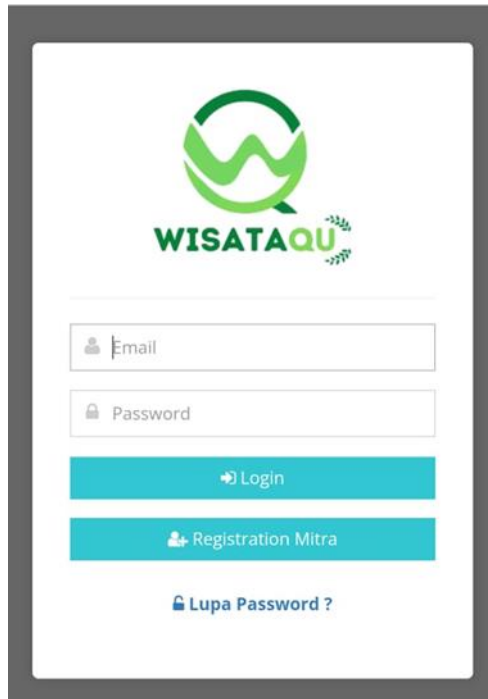 WISATAQU
Email
Password
Login
Registration Mitra
Lupa Password ?